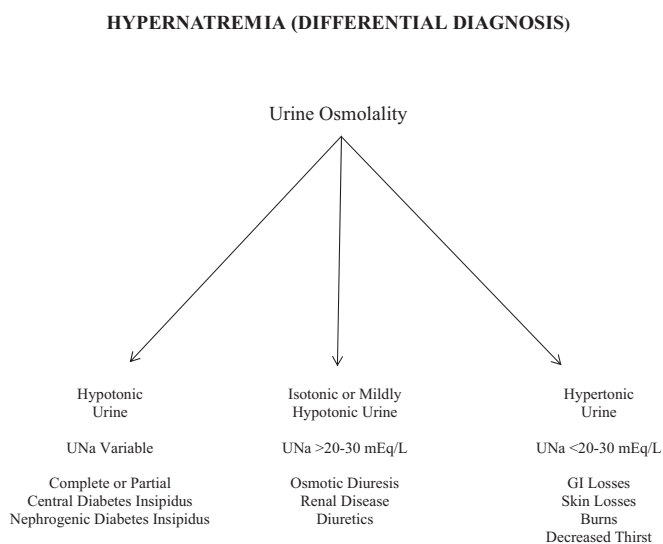 HYPERNATREMIA (DIFFERENTIAL DIAGNOSIS)
Urine Osmolality
Hypotonic
Urine
UNa Variable
Complete or Partial
Central Diabetes Insipidus
Nephrogenic Diabetes Insipidus
Isotonic or Mildly
Hypotonic Urine
UNa >20-30 mEq/L
Osmotic Diuresis
Renal Disease
Diuretics
Hypertonic
Urine
UNa <20-30 mEq/L
GI Losses
Skin Losses
Burns
Decreased Thirst